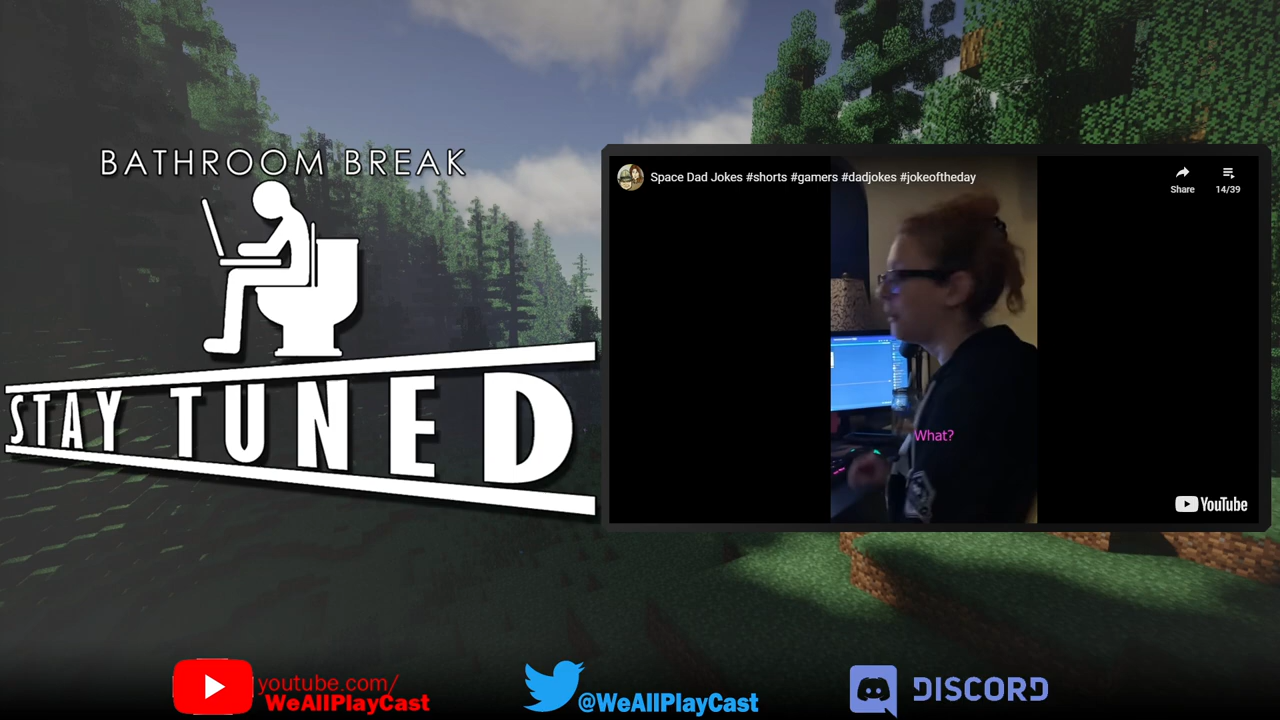 BATHROOM BREAK
STAY TUNED
Space Dad Jokes #shorts #gamers #dadjokes #jokeoftheday
Share
14/39
What?
YouTube
youtube.com/
WeAllPlayCast
@WeAllPlayCast
DISCORD